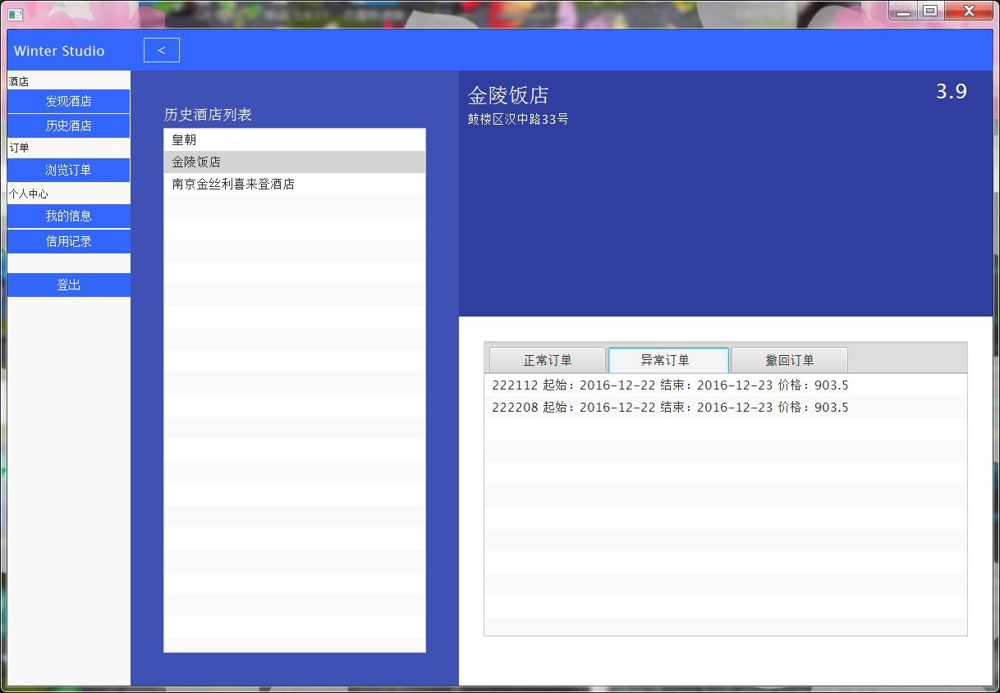 Winter Studio
<
酒店
发现酒店
历史酒店
订单
浏览订单
个人中心
我的信息
信用记录
登出
历史酒店列表
皇朝
金陵饭店
南京金丝利喜来登酒店
金陵饭店
3.9
鼓楼区汉中路33号
正常订单
异常订单
撤回订单
222112 起始：2016-12-22 结束：2016-12-23 价格：903.5
222208 起始：2016-12-22 结束：2016-12-23 价格：903.5